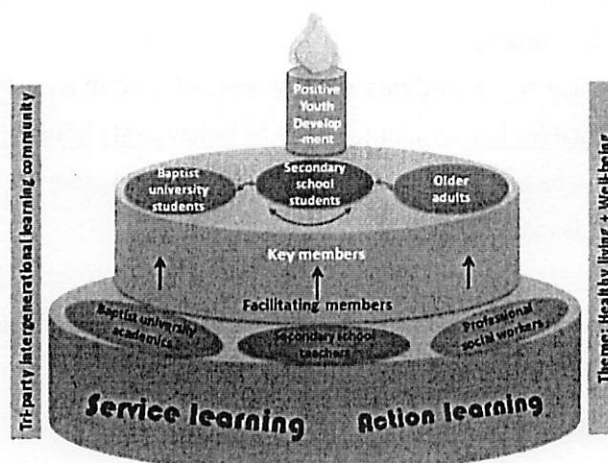 Positive
Youth
Develop
-ment
Baptist
university
students
Secondary
school
students
Older
adults
Key members
Facilitating members
Baptist university
academics
Secondary school
teachers
Professional
social workers
Service learning
Action learning
Tri-party intergenerational learning community
Theme: Healthy living / Well-being